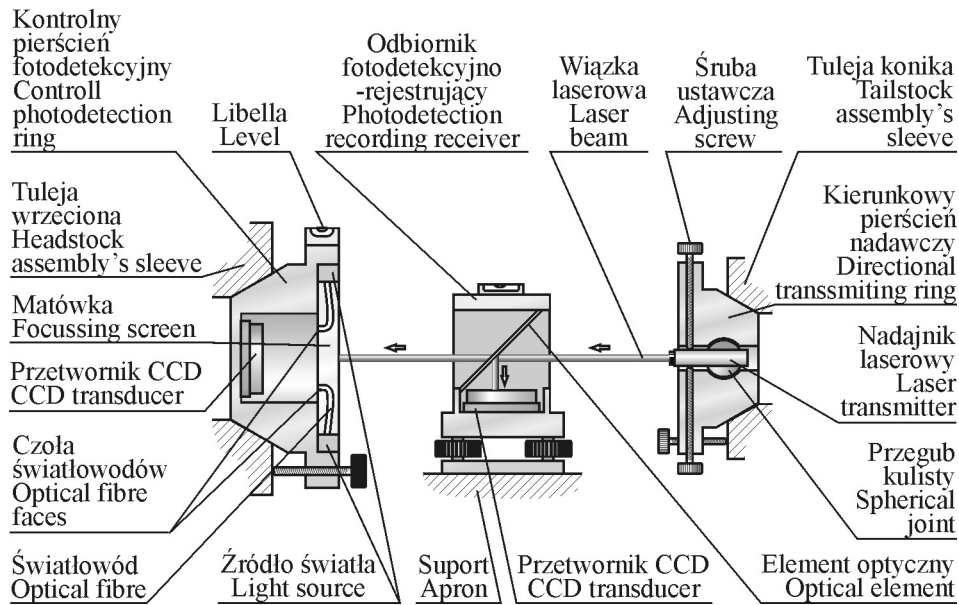 Kontrolny
pierścień
fotodetekcyjny
Controll
photodetection
ring
Libella
Level
Odbiornik
fotodetekcyjno
-rejestrujący
Photodetection
recording receiver
Wiązka
laserowa
Laser
beam
Śruba
ustawcza
Adjusting
screw
Tuleja konika
Tailstock
assembly's
sleeve
Tuleja
wrzeciona
Headstock
assembly's sleeve
Matówka
Focussing screen
Przetwornik CCD
CCD transducer
Czoła
światłowodów
Optical fibre
faces
Światłowód
Optical fibre
Źródło światła
Light source
Suport
Apron
Przetwornik CCD
CCD transducer
Element optyczny
Optical element
Kierunkowy
pierścień
nadawczy
Directional
transsmiting ring
Nadajnik
laserowy
Laser
transmitter
Przegub
kulisty
Spherical
joint